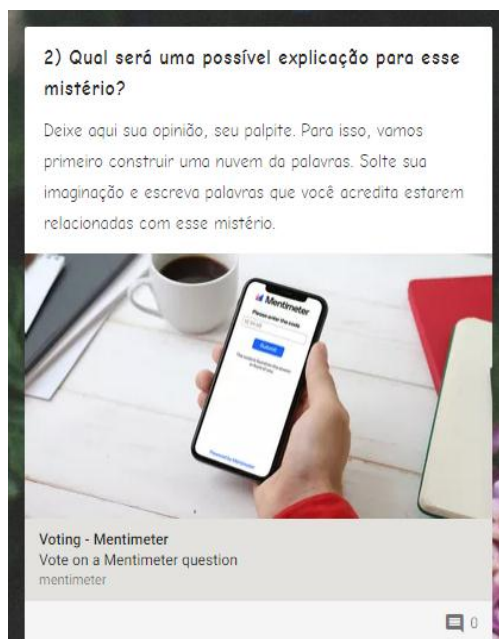 2) Qual será uma possível explicação para esse
mistério?
Deixe aqui sua opinião, seu palpite. Para isso, vamos
primeiro construir uma nuvem da palavras. Solte sua
imaginação e escreva palavras que você acredita estarem
relacionadas com esse mistério.
Mentimeter
Please enter the code
Submit
Voting - Mentimeter
Vote on a Mentimeter question
mentimeter
0